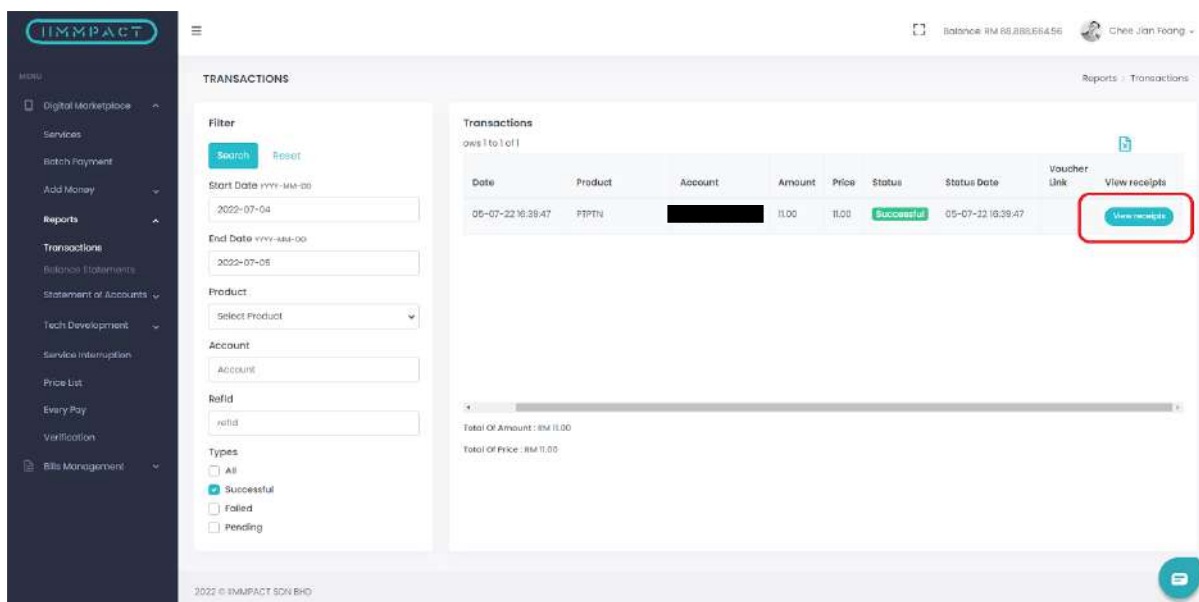 IIMMPACT
Balance: RM 88,888,664.56
Chee Jian Foong
MENU
Digital Marketplace
Services
Batch Payment
Add Money
Reports
Transactions
Balance Statements
Statement of Accounts
Tech Development
Service Interruption
Price List
Every Pay
Verification
Bills Management
TRANSACTIONS
Reports / Transactions
Filter
Search Reset
Start Date YYYY-MM-DD
2022-07-04
End Date YYYY-MM-DD
2022-07-05
Product
Select Product
Account
Account
RefId
refid
Types
All
Successful
Failed
Pending
Transactions
ows 1 to 1 of 1
Date Product Account Amount Price Status Status Date Voucher Link View receipts
05-07-22 16:39:47 PTPTN 11.00 11.00 Successful 05-07-22 16:39:47 View receipts
Total Of Amount : RM 11.00
Total Of Price : RM 11.00
2022 © IIMMPACT SDN BHD